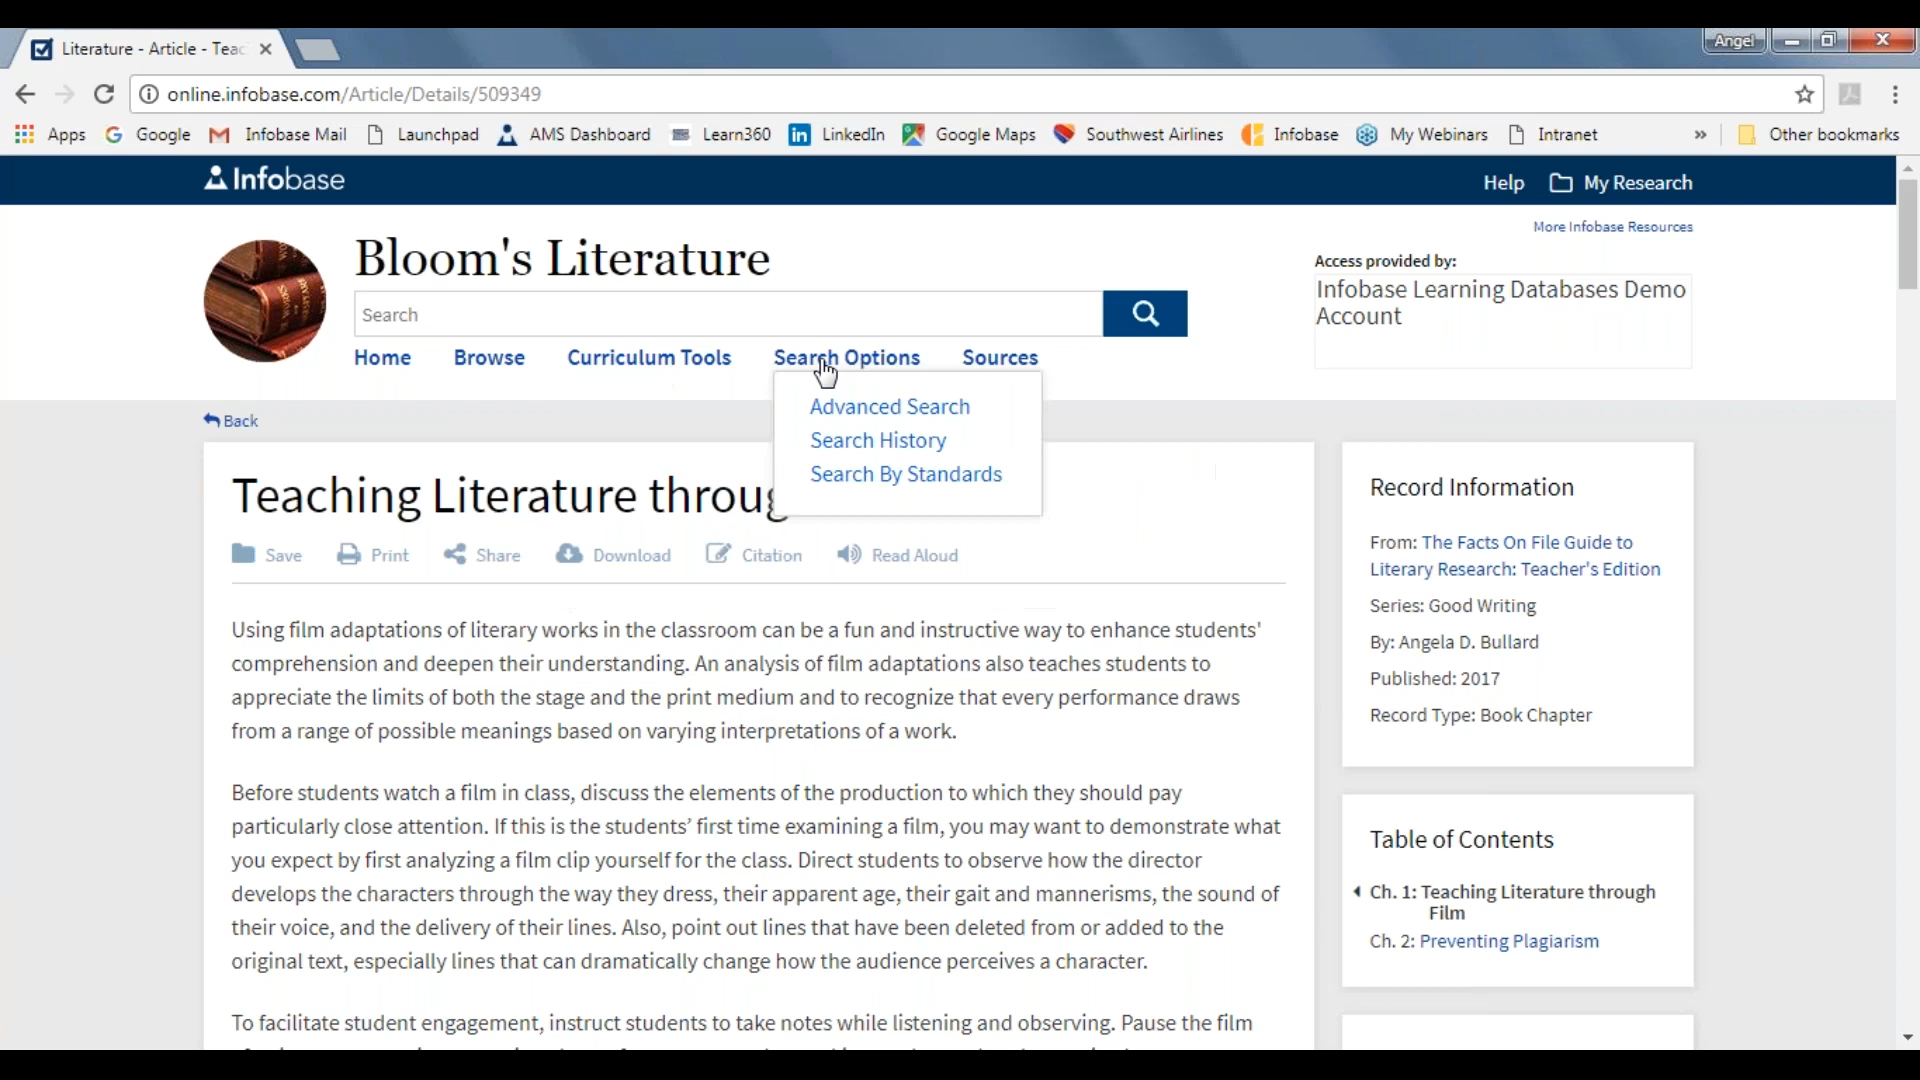 Literature - Article - Teac
Angel
online.infobase.com/Article/Details/509349
Apps Google Infobase Mail Launchpad AMS Dashboard Learn360 LinkedIn Google Maps Southwest Airlines Infobase My Webinars Intranet » Other bookmarks
Infobase
Help My Research
More Infobase Resources
Bloom's Literature
Access provided by:
Infobase Learning Databases Demo
Account
Search
Home Browse Curriculum Tools Search Options Sources
Advanced Search
Search History
Search By Standards
Back
Teaching Literature throug
Save Print Share Download Citation Read Aloud
Using film adaptations of literary works in the classroom can be a fun and instructive way to enhance students'
comprehension and deepen their understanding. An analysis of film adaptations also teaches students to
appreciate the limits of both the stage and the print medium and to recognize that every performance draws
from a range of possible meanings based on varying interpretations of a work.
Before students watch a film in class, discuss the elements of the production to which they should pay
particularly close attention. If this is the students’ first time examining a film, you may want to demonstrate what
you expect by first analyzing a film clip yourself for the class. Direct students to observe how the director
develops the characters through the way they dress, their apparent age, their gait and mannerisms, the sound of
their voice, and the delivery of their lines. Also, point out lines that have been deleted from or added to the
original text, especially lines that can dramatically change how the audience perceives a character.
To facilitate student engagement, instruct students to take notes while listening and observing. Pause the film
Record Information
From: The Facts On File Guide to
Literary Research: Teacher's Edition
Series: Good Writing
By: Angela D. Bullard
Published: 2017
Record Type: Book Chapter
Table of Contents
Ch. 1: Teaching Literature through
Film
Ch. 2: Preventing Plagiarism